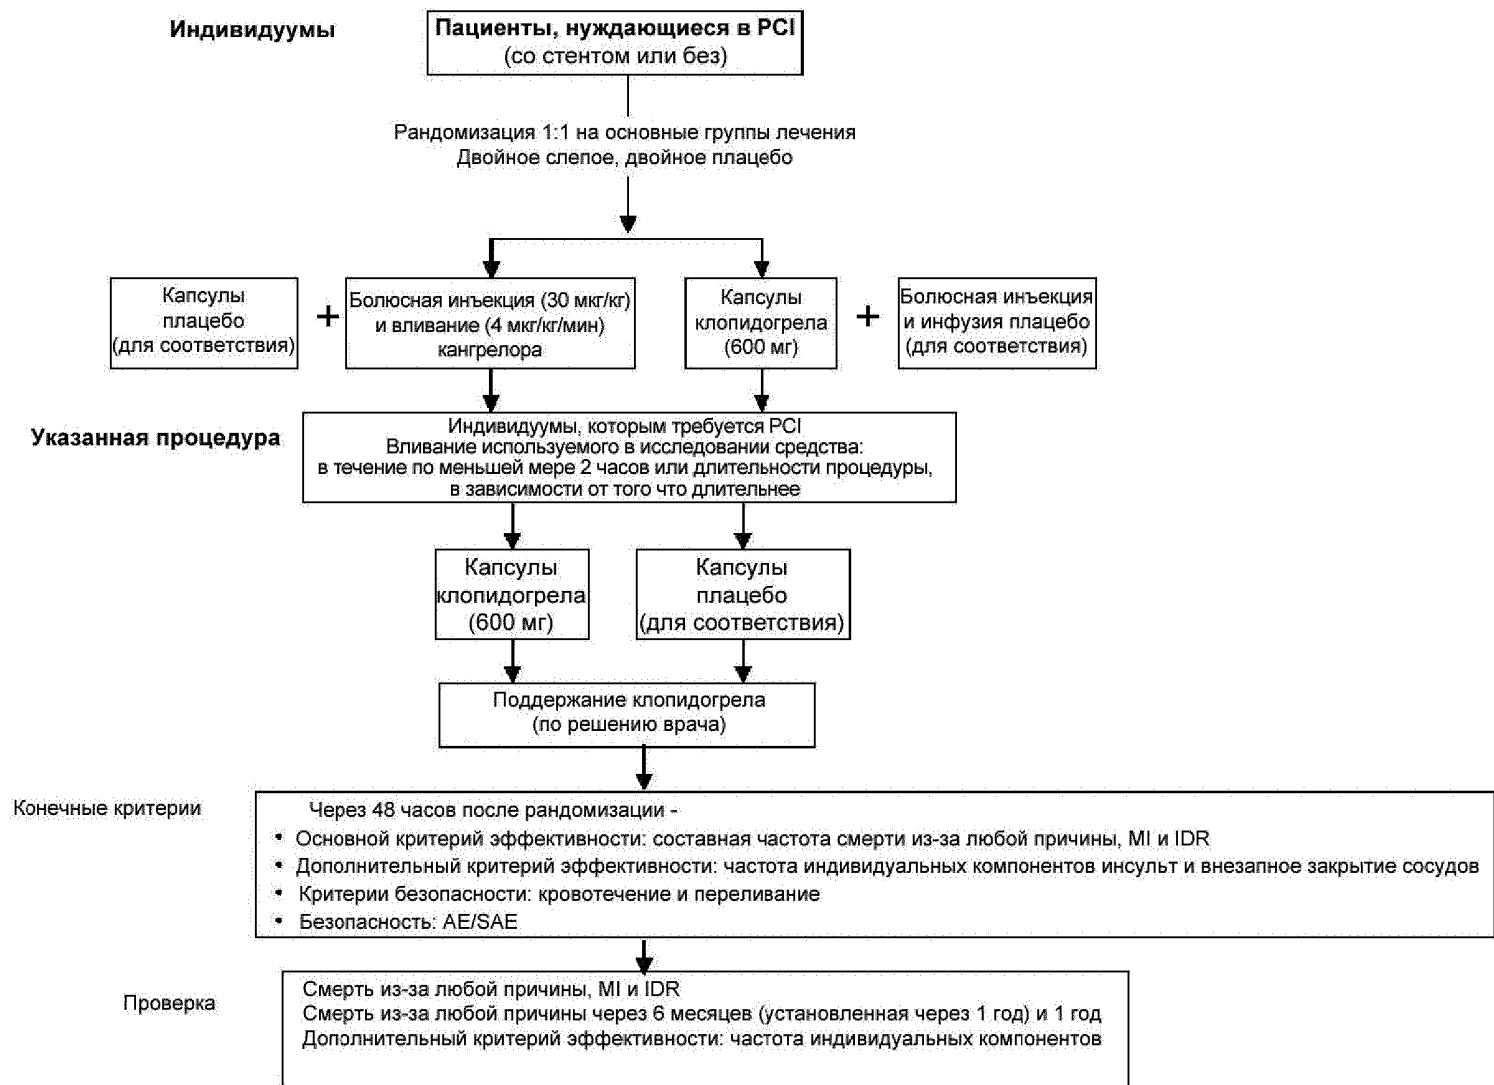 Индивидуумы
Пациенты, нуждающиеся в PCI
(со стентом или без)
Рандомизация 1:1 на основные группы лечения
Двойное слепое, двойное плацебо
Капсулы
плацебо
(для соответствия)
+
Болюсная инъекция (30 мкг/кг)
и вливание (4 мкг/кг/мин)
кангрелора
Капсулы
клопидогрела
(600 мг)
+
Болюсная инъекция
и инфузия плацебо
(для соответствия)
Указанная процедура
Индивидуумы, которым требуется PCI
Вливание используемого в исследовании средства:
в течение по меньшей мере 2 часов или длительности процедуры,
в зависимости от того что длительнее
Капсулы
клопидогрела
(600 мг)
Капсулы
плацебо
(для соответствия)
Поддержание клопидогрела
(по решению врача)
Конечные критерии
Через 48 часов после рандомизации -
• Основной критерий эффективности: составная частота смерти из-за любой причины, MI и IDR
• Дополнительный критерий эффективности: частота индивидуальных компонентов инсульт и внезапное закрытие сосудов
• Критерии безопасности: кровотечение и переливание
• Безопасность: AE/SAE
Проверка
Смерть из-за любой причины, MI и IDR
Смерть из-за любой причины через 6 месяцев (установленная через 1 год) и 1 год
Дополнительный критерий эффективности: частота индивидуальных компонентов